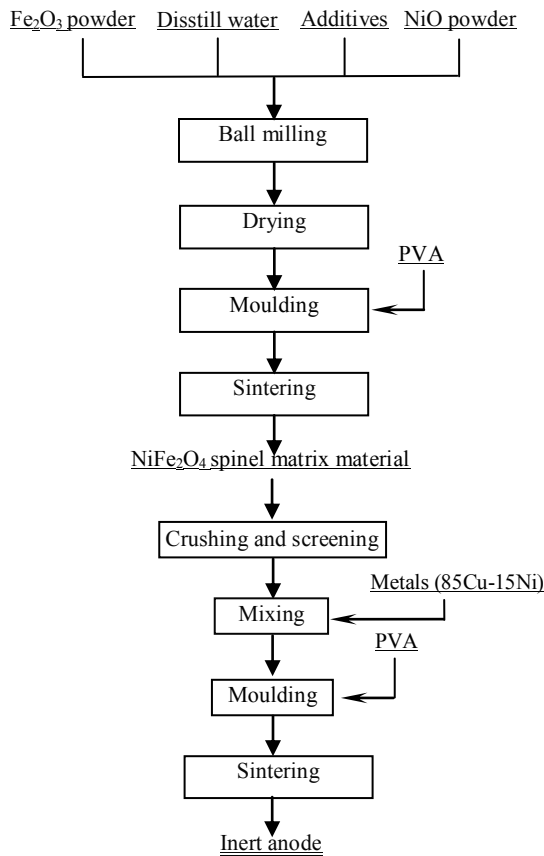 Fe₂O₃ powder Disstill water Additives NiO powder
Ball milling
Drying
PVA
Moulding
Sintering
NiFe₂O₄ spinel matrix material
Crushing and screening
Metals (85Cu-15Ni)
Mixing
PVA
Moulding
Sintering
Inert anode